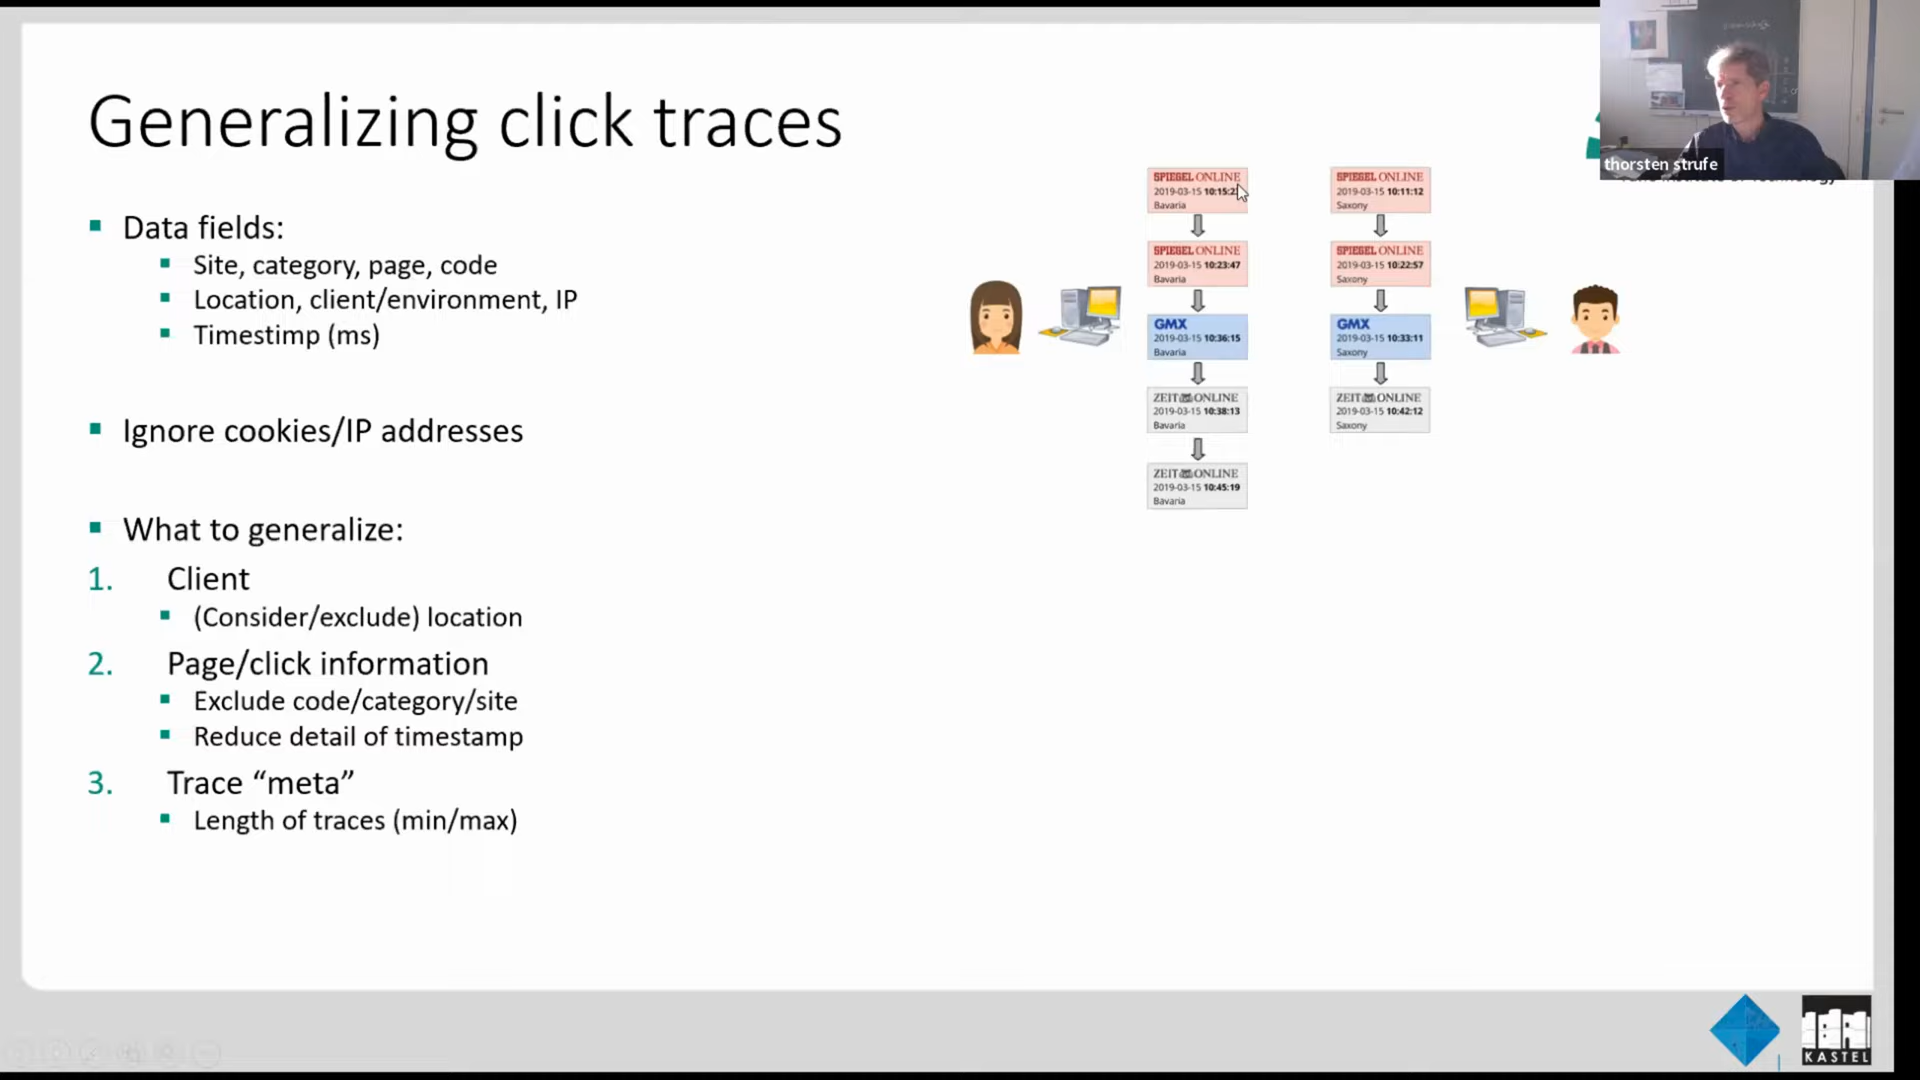 Generalizing click traces
Data fields:
Site, category, page, code
Location, client/environment, IP
Timestimp (ms)
Ignore cookies/IP addresses
What to generalize:
1. Client
(Consider/exclude) location
2. Page/click information
Exclude code/category/site
Reduce detail of timestamp
3. Trace “meta”
Length of traces (min/max)
SPIEGEL ONLINE
2019-03-15
Bavaria
SPIEGEL ONLINE
2019-03-15 10:23:47
Bavaria
GMX
2019-03-15 10:36:15
Bavaria
ZEIT ONLINE
2019-03-15 10:38:13
Bavaria
ZEIT ONLINE
2019-03-15 10:45:19
Bavaria
SPIEGEL ONLINE
2019-03-15 10:11:12
Saxony
SPIEGEL ONLINE
2019-03-15 10:22:57
Saxony
GMX
2019-03-15 10:33:11
Saxony
ZEIT ONLINE
2019-03-15 10:42:12
Saxony
thorsten strufe
KASTEL